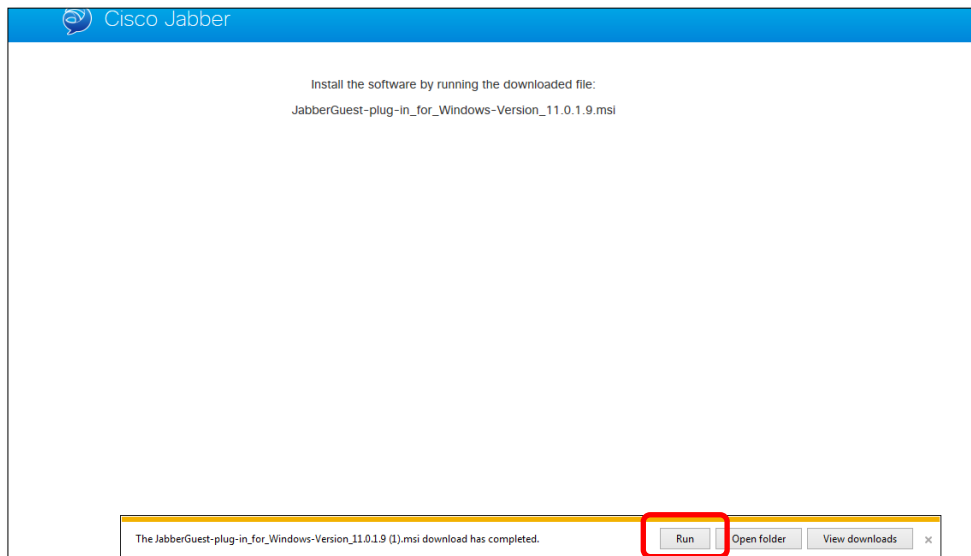 Cisco Jabber
Install the software by running the downloaded file:
JabberGuest-plug-in_for_Windows-Version_11.0.1.9.msi
The JabberGuest-plug-in_for_Windows-Version_11.0.1.9 (1).msi download has completed. Run Open folder View downloads ×